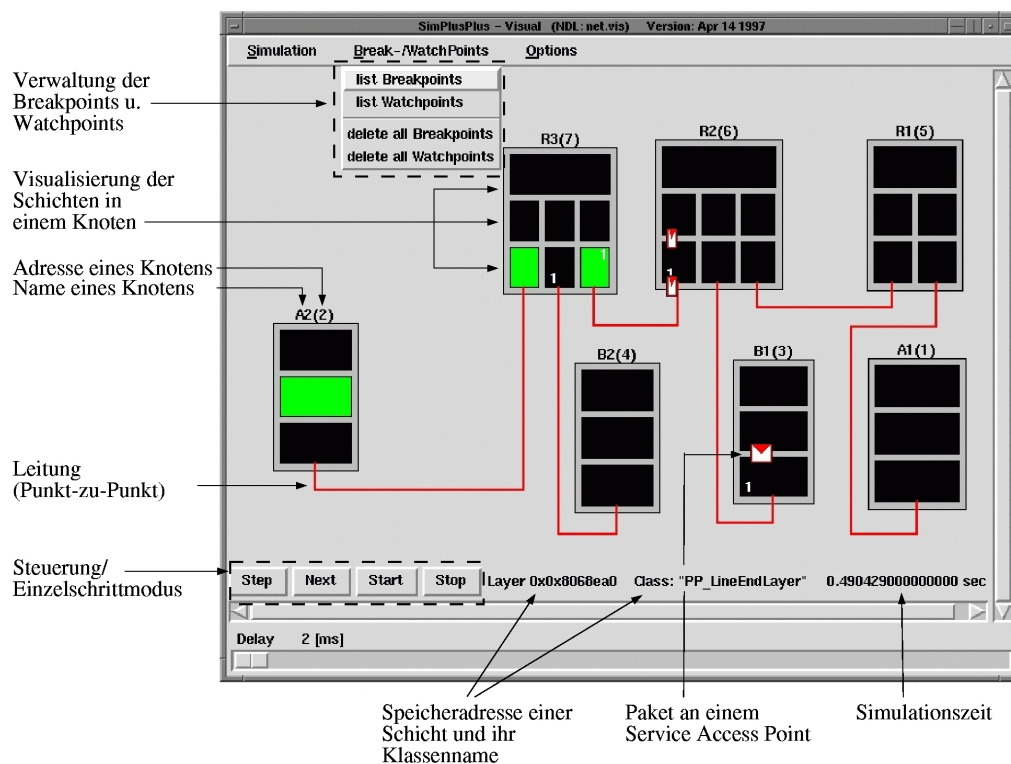 SimPlusPlus - Visual (NDL: net.vis) Version: Apr 14 1997
Simulation Break-/WatchPoints Options
list Breakpoints
list Watchpoints
delete all Breakpoints
delete all Watchpoints
Verwaltung der
Breakpoints u.
Watchpoints
Visualisierung der
Schichten in
einem Knoten
Adresse eines Knotens
Name eines Knotens
R3(7)
R2(6)
R1(5)
1
1
1
A2(2)
B2(4)
B1(3)
A1(1)
1
Leitung
(Punkt-zu-Punkt)
Steuerung/
Einzelschrittmodus
Step Next Start Stop Layer 0x0x8068ea0 Class: "PP_LineEndLayer" 0.490429000000000 sec
Delay 2 [ms]
Speicheradresse einer
Schicht und ihr
Klassenname
Paket an einem
Service Access Point
Simulationszeit